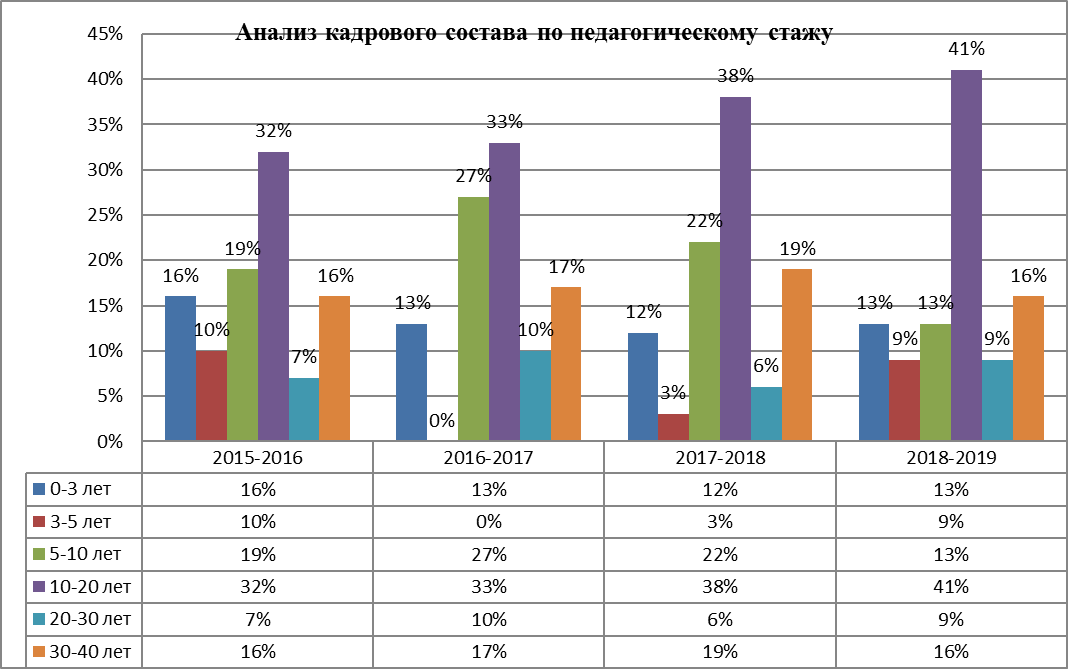 Анализ кадрового состава по педагогическому стажу
45%
40%
35%
30%
25%
20%
15%
10%
5%
0%
16% 10% 19% 32% 7% 16%
13% 0% 27% 33% 10% 17%
12% 3% 22% 38% 6% 19%
13% 9% 13% 41% 9% 16%
2015-2016 2016-2017 2017-2018 2018-2019
0-3 лет 16% 13% 12% 13%
3-5 лет 10% 0% 3% 9%
5-10 лет 19% 27% 22% 13%
10-20 лет 32% 33% 38% 41%
20-30 лет 7% 10% 6% 9%
30-40 лет 16% 17% 19% 16%